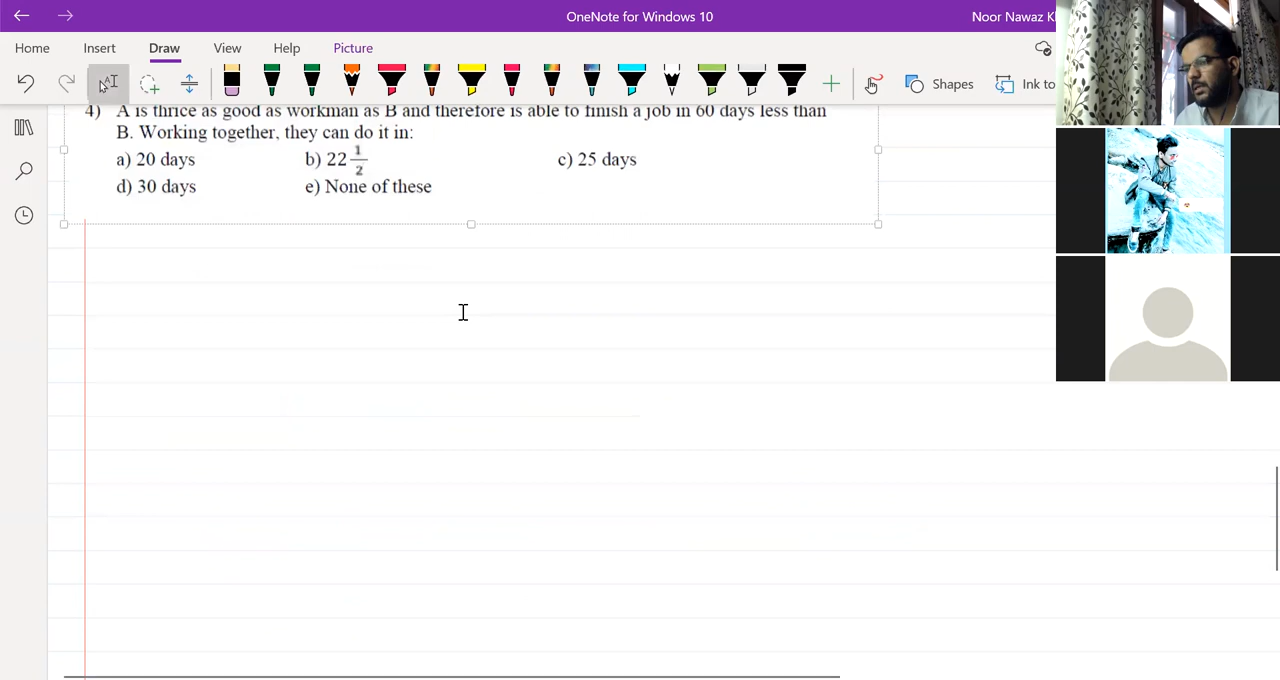 OneNote for Windows 10
Noor Nawaz K
Home Insert Draw View Help Picture
Shapes
Ink to
4) A is thrice as good as workman as B and therefore is able to finish a job in 60 days less than
B. Working together, they can do it in:
a) 20 days b) 22 1/2 c) 25 days
d) 30 days e) None of these